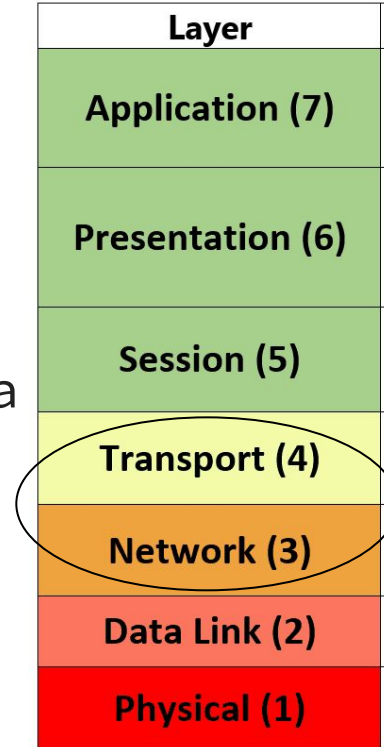 Layer
Application (7)
Presentation (6)
Session (5)
a
Transport (4)
Network (3)
Data Link (2)
Physical (1)